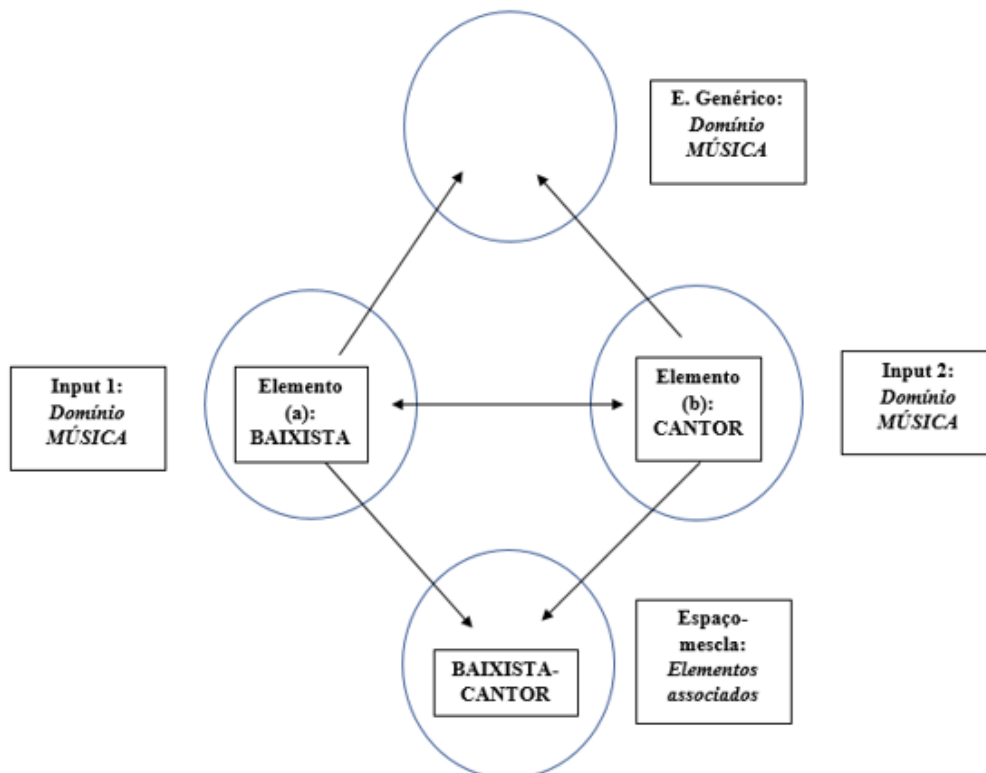 E. Genérico:
Domínio
MÚSICA
Input 1:
Domínio
MÚSICA
Elemento
(a):
BAIXISTA
Elemento
(b):
CANTOR
Input 2:
Domínio
MÚSICA
BAIXISTA-
CANTOR
Espaço-
mescla:
Elementos
associados